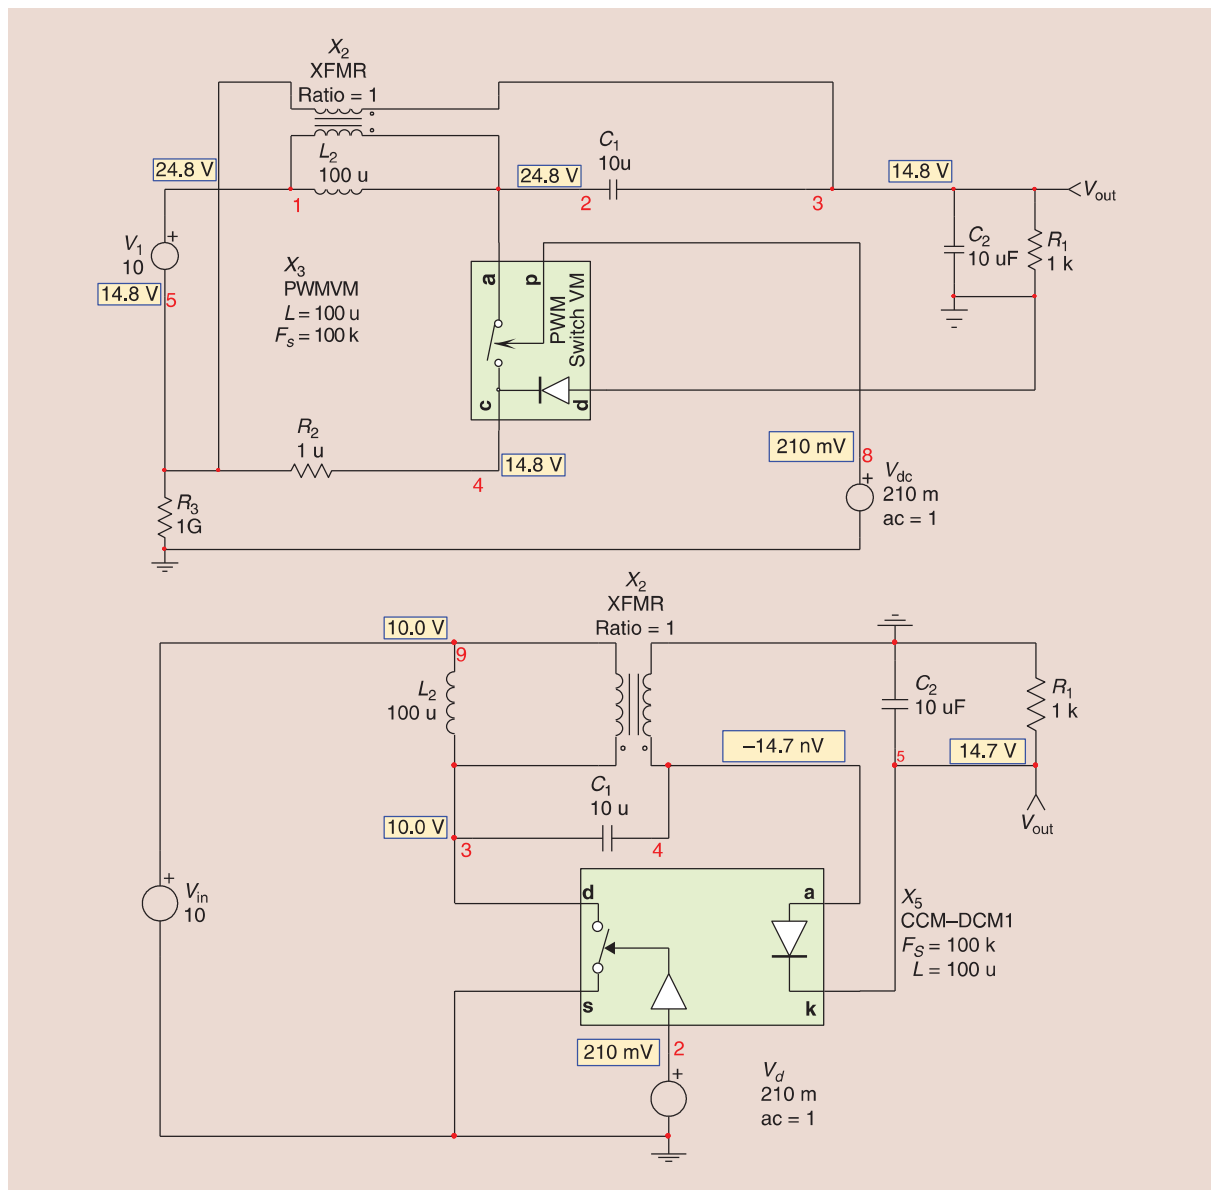 X2
XFMR
Ratio = 1
24.8 V
L2
100 u
1
24.8 V
2
C1
10u
3
14.8 V
Vout
V1
10
+
14.8 V
5
X3
PWMVM
L = 100 u
Fs = 100 k
a
p
PWM
Switch VM
c
d
C2
10 uF
R1
1 k
R2
1 u
14.8 V
4
210 mV
8
+
Vdc
210 m
ac = 1
R3
1G
X2
XFMR
Ratio = 1
10.0 V
9
L2
100 u
C2
10 uF
R1
1 k
–14.7 nV
5
14.7 V
Vout
C1
10 u
10.0 V
3
4
+
Vin
10
d
a
s
k
X5
CCM–DCM1
FS = 100 k
L = 100 u
210 mV
2
+
Vd
210 m
ac = 1